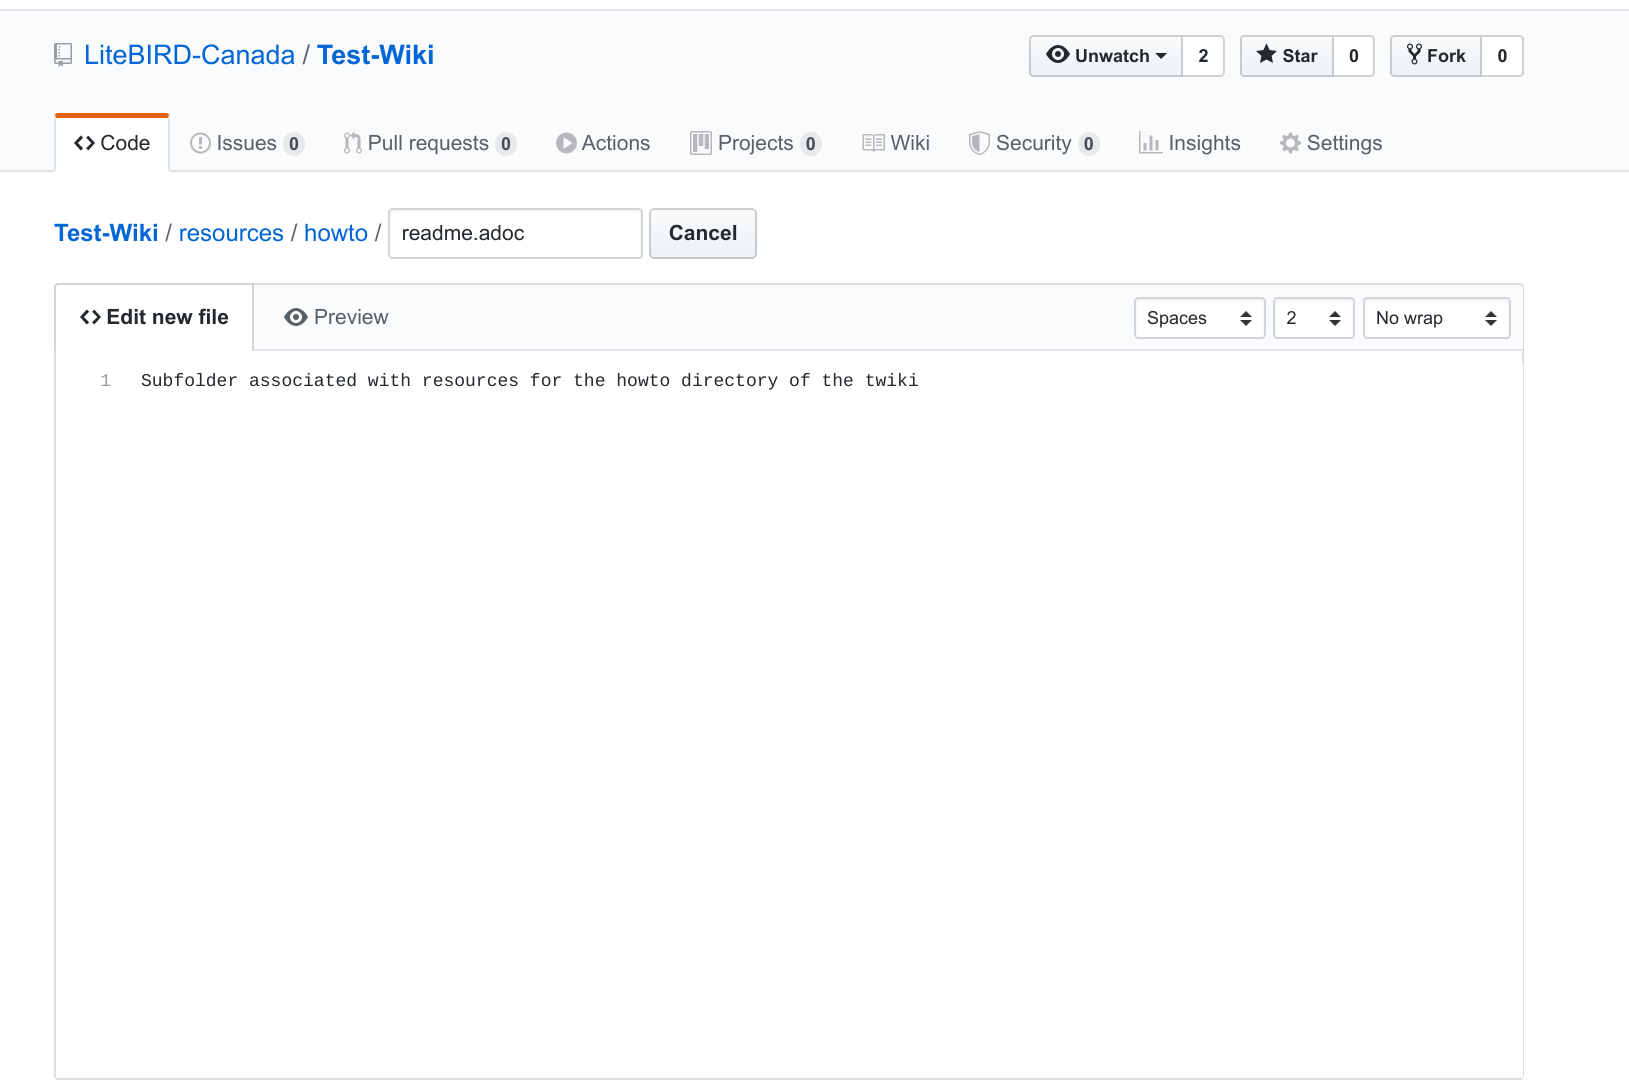 LiteBIRD-Canada / Test-Wiki
Unwatch 2 Star 0 Fork 0
Code Issues 0 Pull requests 0 Actions Projects 0 Wiki Security 0 Insights Settings
Test-Wiki / resources / howto / readme.adoc Cancel
Edit new file Preview Spaces 2 No wrap
1 Subfolder associated with resources for the howto directory of the twiki